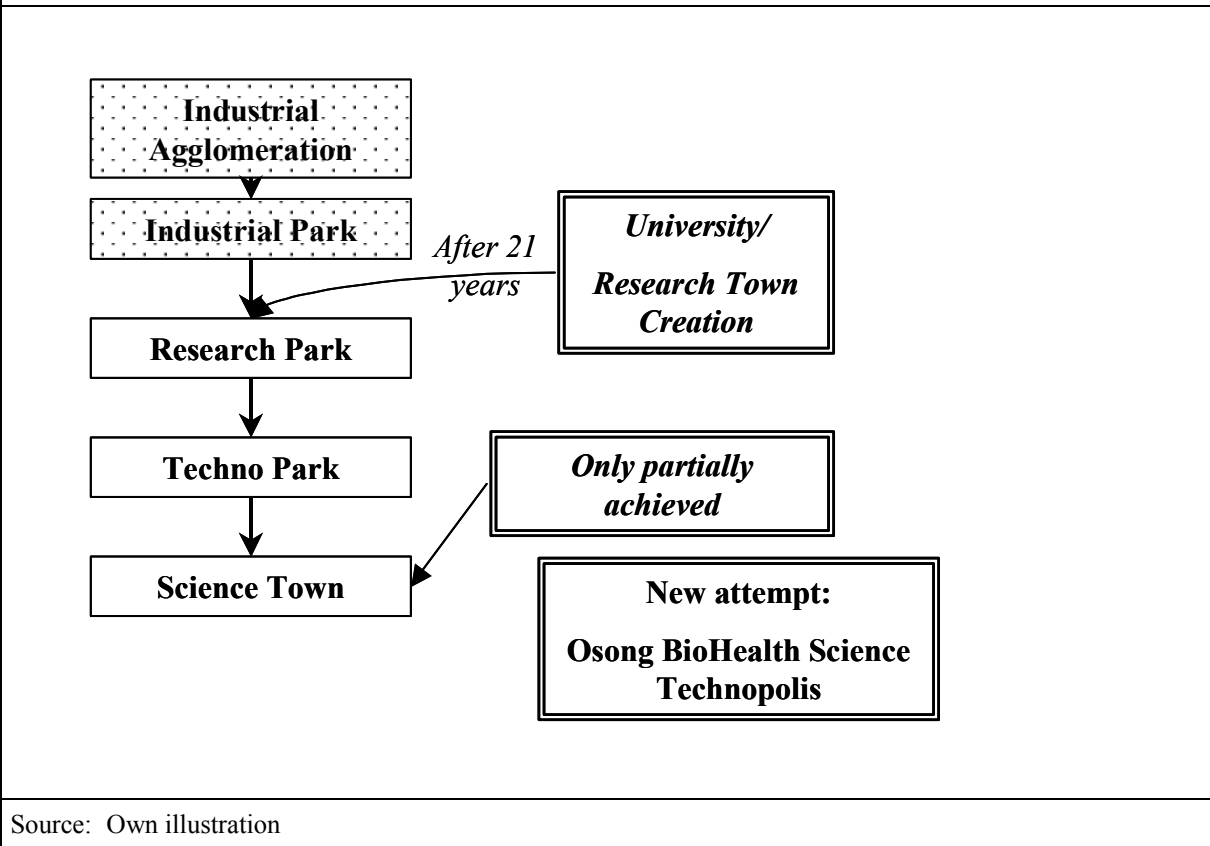 Industrial
Agglomeration
Industrial Park
After 21
years
University/
Research Town
Creation
Research Park
Techno Park
Only partially
achieved
Science Town
New attempt:
Osong BioHealth Science
Technopolis
Source: Own illustration